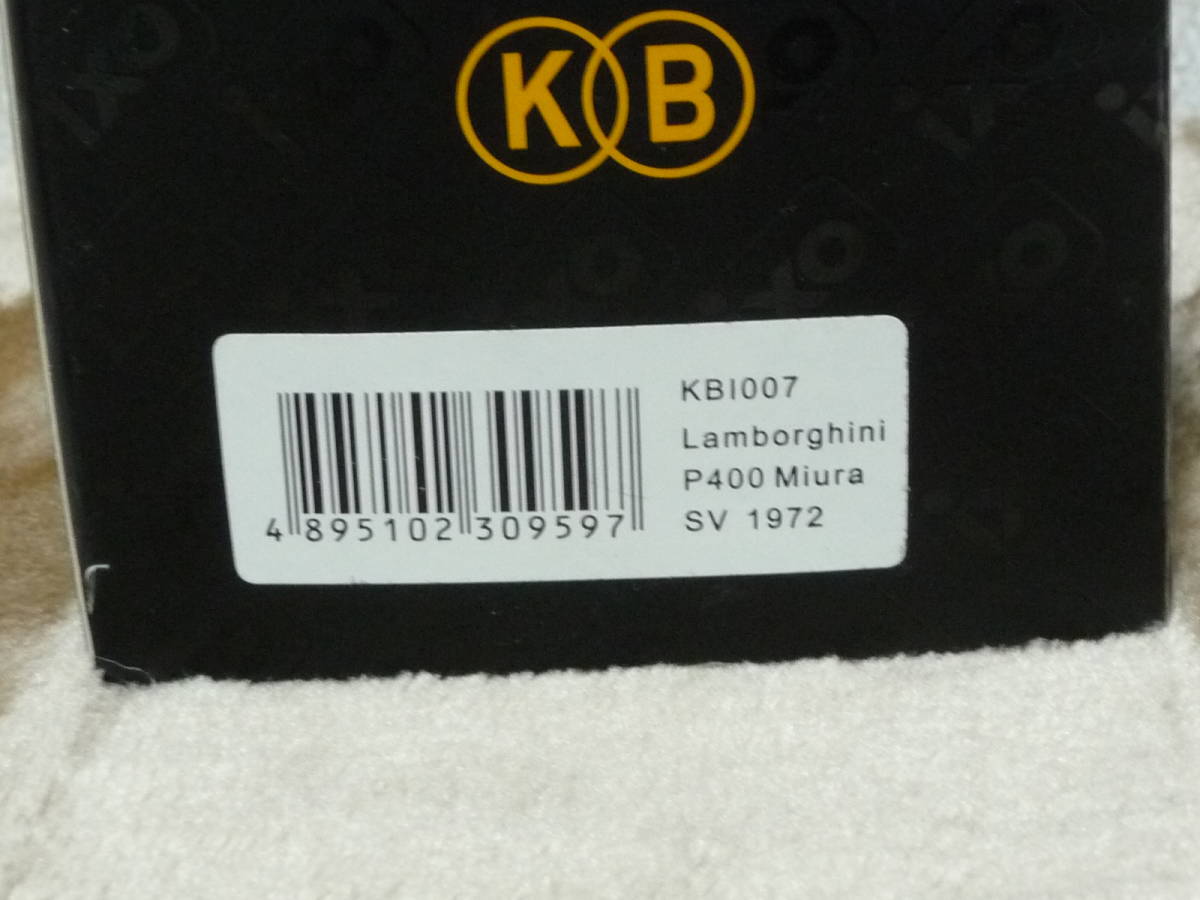 KB
KBI007
Lamborghini
P400 Miura
SV 1972
4 895102 309597